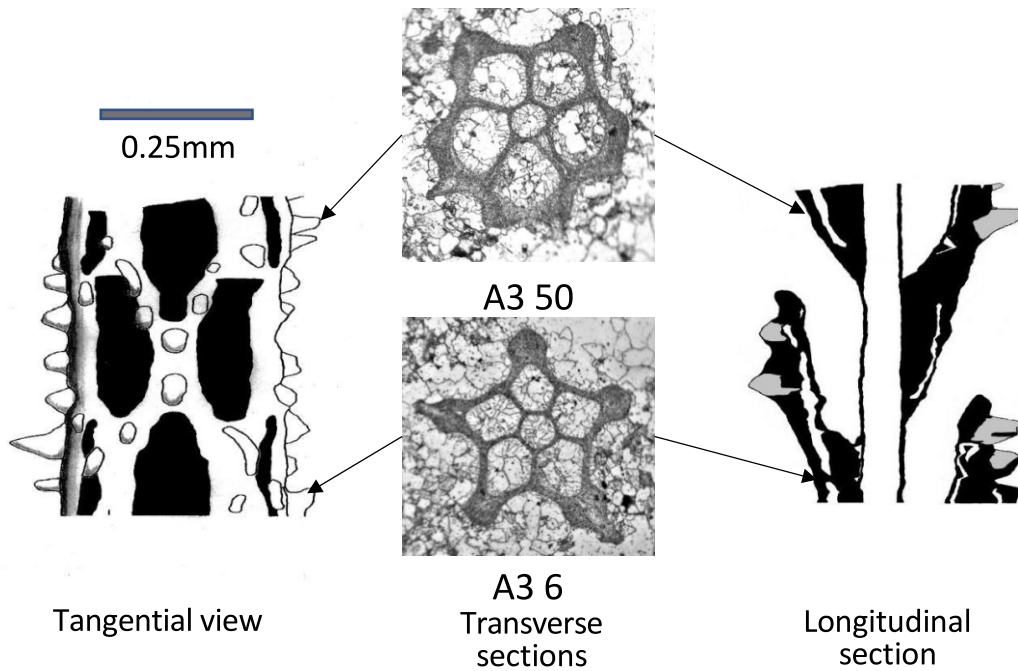 0.25mm
A3 50
A3 6
Tangential view
Transverse
sections
Longitudinal
section